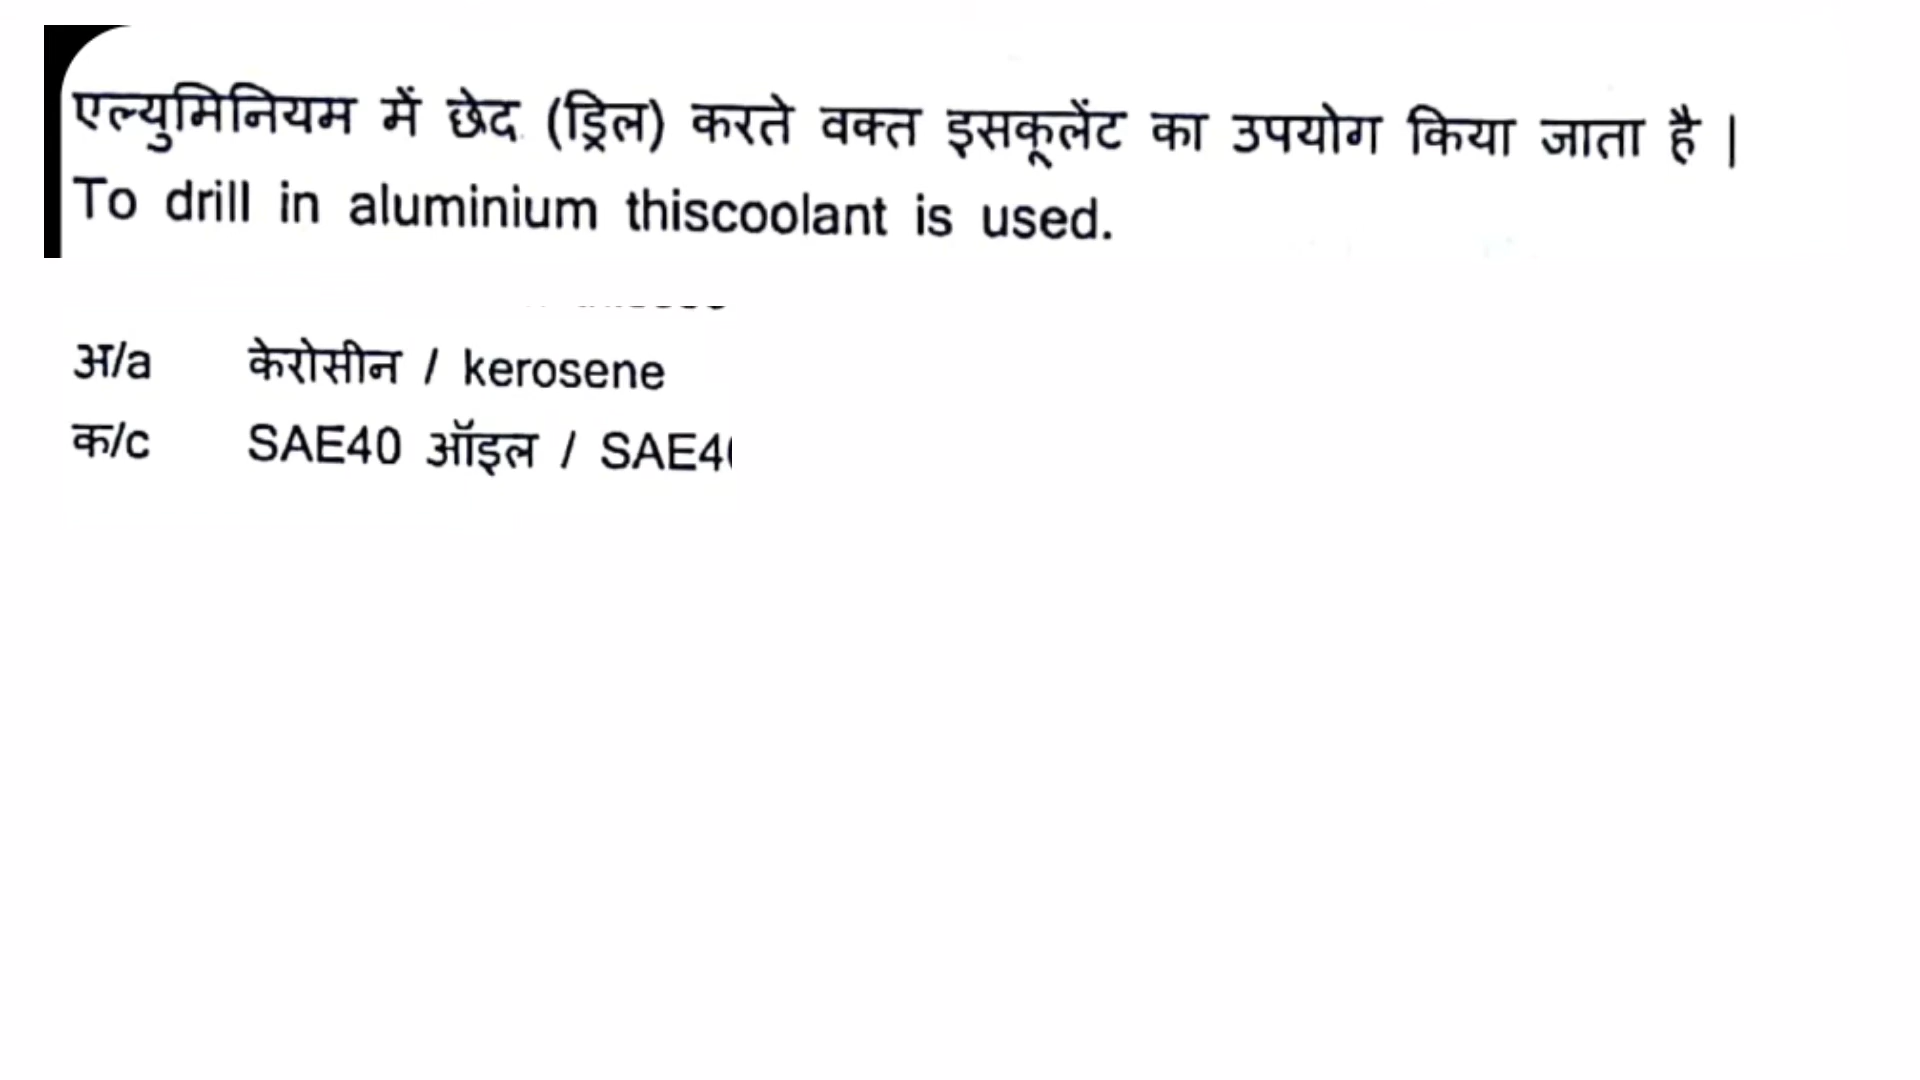 एल्युमिनियम में छेद (ड्रिल) करते वक्त इसकूलेंट का उपयोग किया जाता है |
To drill in aluminium thiscoolant is used.
अ/a केरोसीन / kerosene
क/c SAE40 ऑइल /